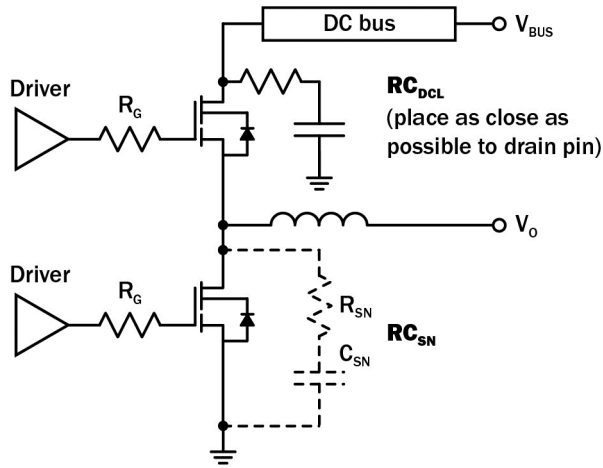 DC bus
V_BUS
Driver
R_G
RC_DCL
(place as close as
possible to drain pin)
V_O
Driver
R_G
R_SN
RC_SN
C_SN